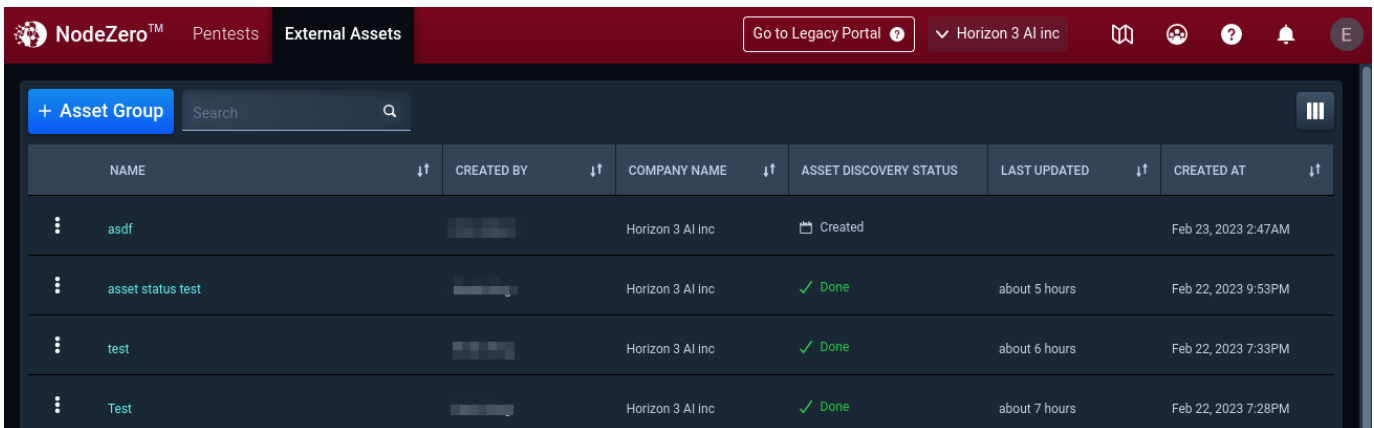 NodeZero™ Pentests External Assets Go to Legacy Portal ? Horizon 3 AI inc ? E
+ Asset Group Search
NAME CREATED BY COMPANY NAME ASSET DISCOVERY STATUS LAST UPDATED CREATED AT
asdf Horizon 3 AI inc Created Feb 23, 2023 2:47AM
asset status test Horizon 3 AI inc Done about 5 hours Feb 22, 2023 9:53PM
test Horizon 3 AI inc Done about 6 hours Feb 22, 2023 7:33PM
Test Horizon 3 AI inc Done about 7 hours Feb 22, 2023 7:28PM